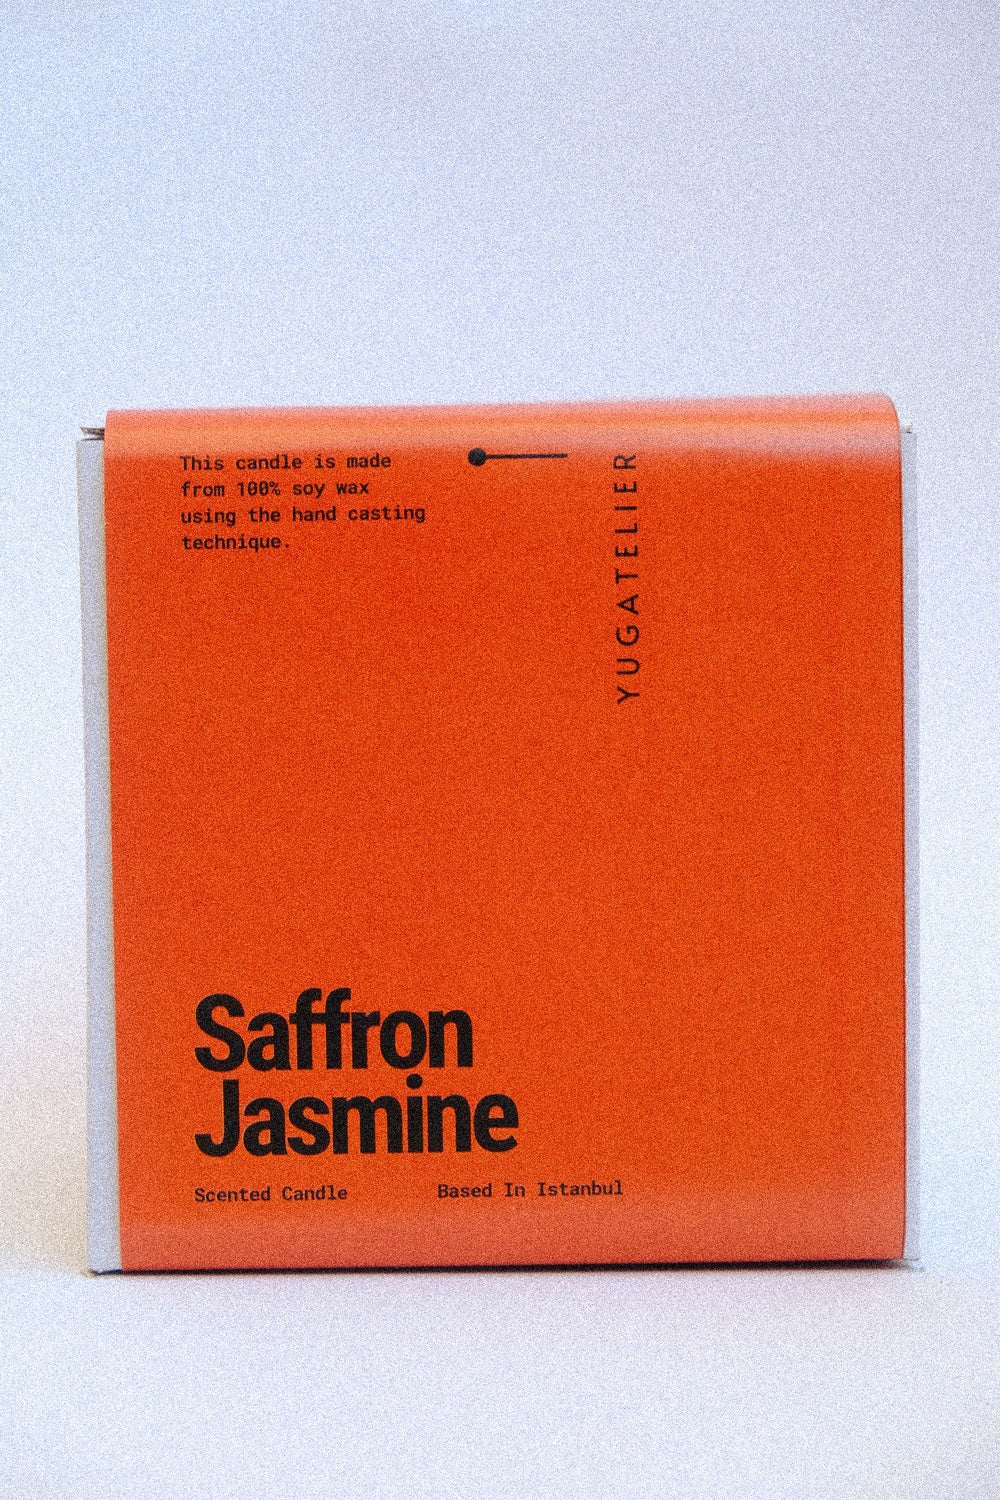 This candle is made
from 100% soy wax
using the hand casting
technique.
YUGATELIER
Saffron
Jasmine
Scented Candle
Based In Istanbul